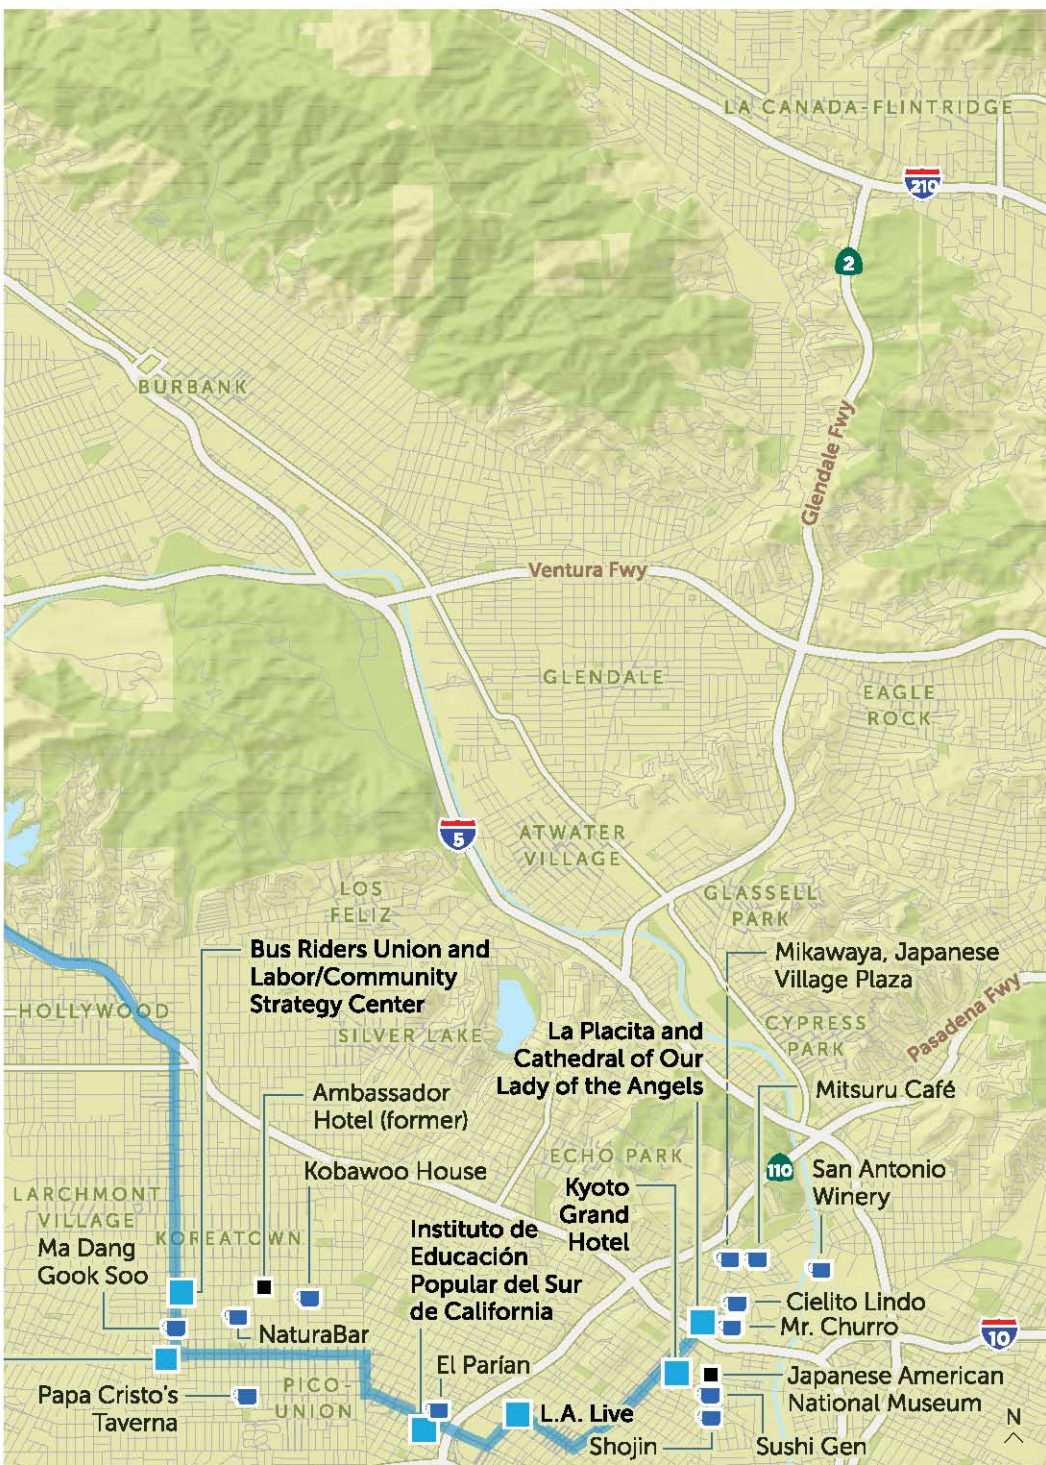 LA CANADA-FLINTRIDGE
210
2
BURBANK
Glendale Fwy
Ventura Fwy
GLENDALE
EAGLE
ROCK
5
ATWATER
VILLAGE
LOS
FELIZ
GLASSELL
PARK
Bus Riders Union and
Labor/Community
Strategy Center
Mikawaya, Japanese
Village Plaza
HOLLYWOOD
SILVER LAKE
La Placita and
Cathedral of Our
Lady of the Angels
CYPRESS
PARK
Pasadena Fwy
Ambassador
Hotel (former)
Mitsuru Café
ECHO PARK
110
Kobawoo House
San Antonio
Winery
LARCHMONT
VILLAGE
Kyoto
Grand
Hotel
KOREATOWN
Ma Dang
Gook Soo
Instituto de
Educación
Popular del Sur
de California
Cielito Lindo
NaturaBar
Mr. Churro
10
El Parían
Japanese American
National Museum
Papa Cristo's
Taverna
PICO-
UNION
L.A. Live
N
Shojin
Sushi Gen